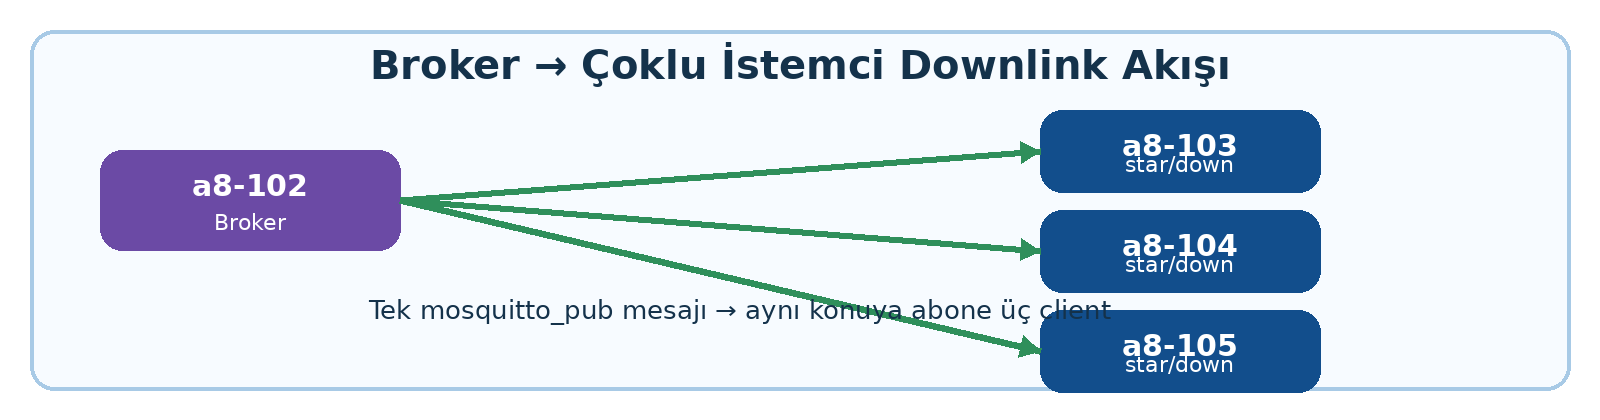 Broker → Çoklu İstemci Downlink Akışı
a8-102
Broker
a8-103
star/down
a8-104
star/down
Tek mosquitto_pub mesajı → aynı konuya abone üç client
a8-105
star/down